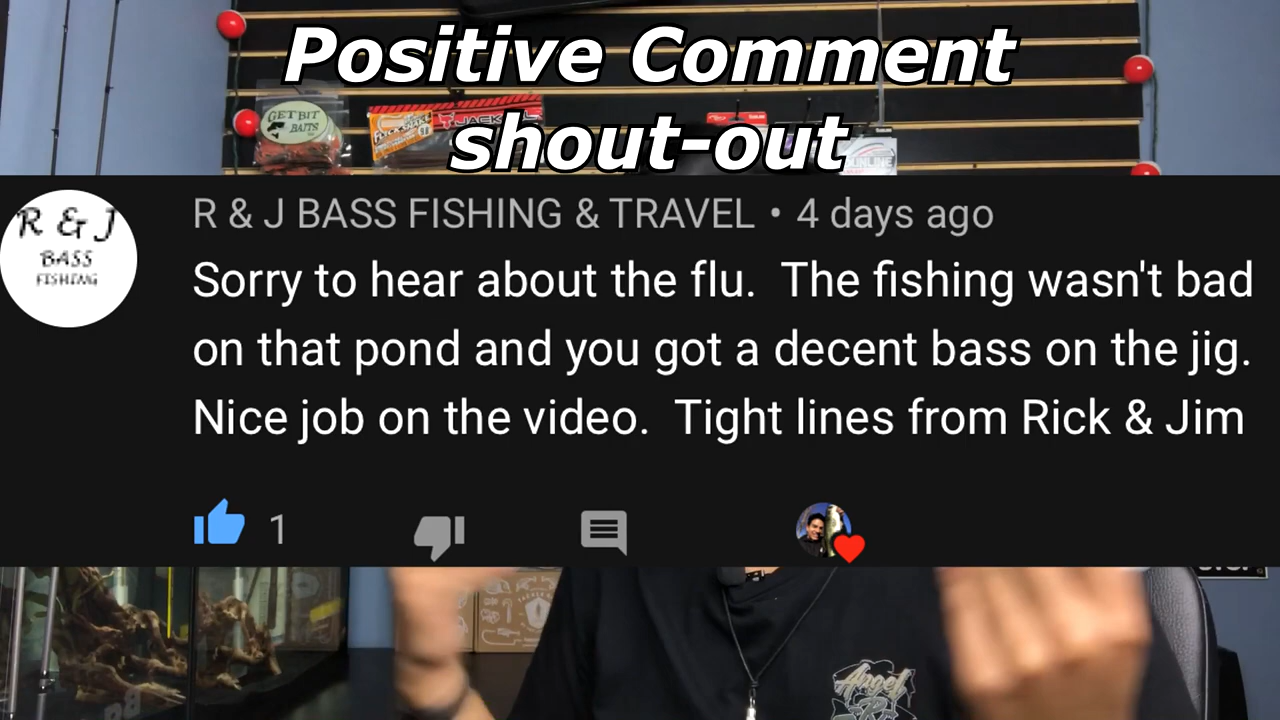 Positive Comment
shout-out
GET BIT
BAITS
R & J
BASS
FISHING
R & J BASS FISHING & TRAVEL • 4 days ago
Sorry to hear about the flu. The fishing wasn't bad
on that pond and you got a decent bass on the jig.
Nice job on the video. Tight lines from Rick & Jim
1
Angel